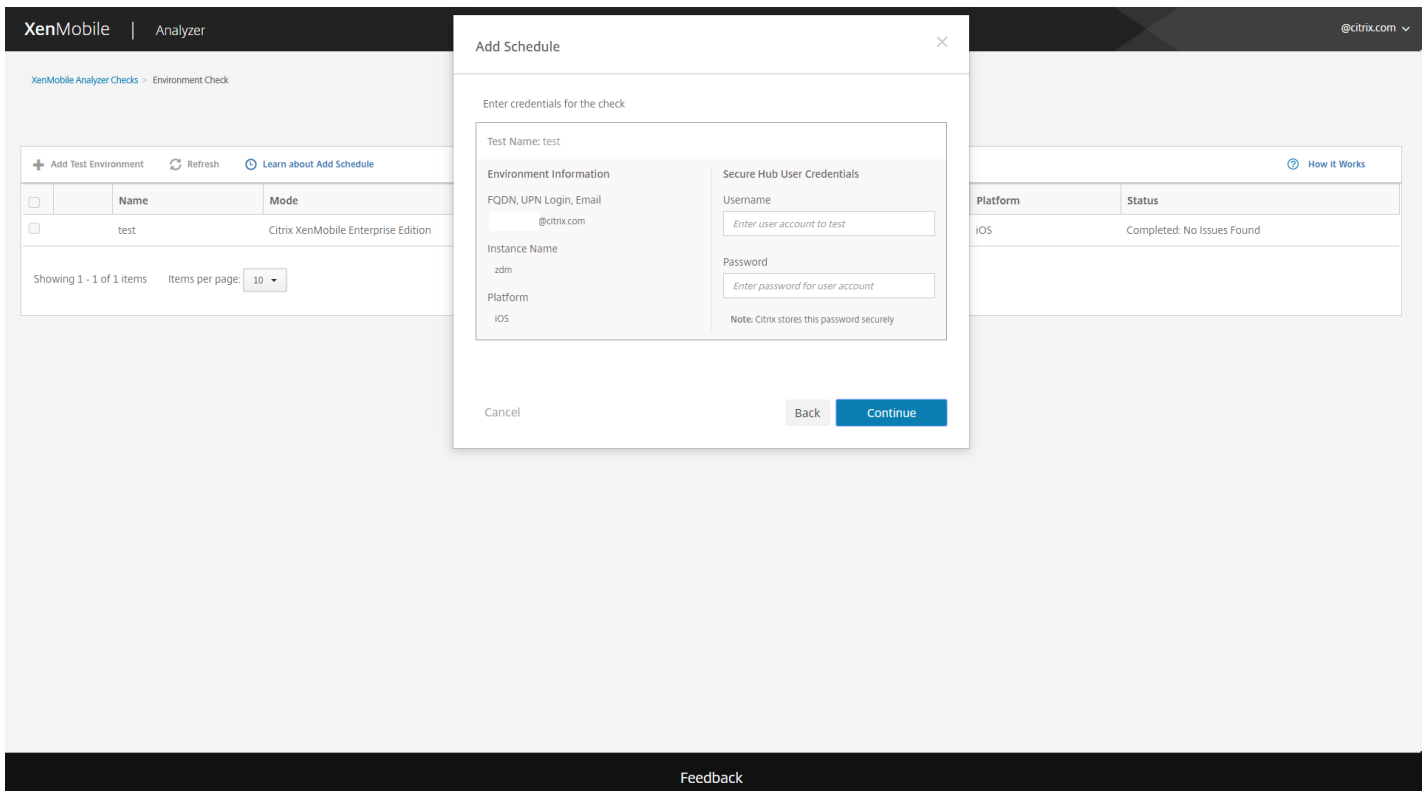 XenMobile | Analyzer
@citrix.com
XenMobile Analyzer Checks > Environment Check
Add Test Environment Refresh Learn about Add Schedule How it Works
Name Mode Platform Status
test Citrix XenMobile Enterprise Edition iOS Completed: No Issues Found
Showing 1 - 1 of 1 items Items per page: 10
Add Schedule
Enter credentials for the check
Test Name: test
Environment Information
FQDN, UPN Login, Email
@citrix.com
Instance Name
zdm
Platform
iOS
Secure Hub User Credentials
Username
Enter user account to test
Password
Enter password for user account
Note: Citrix stores this password securely
Cancel Back Continue
Feedback